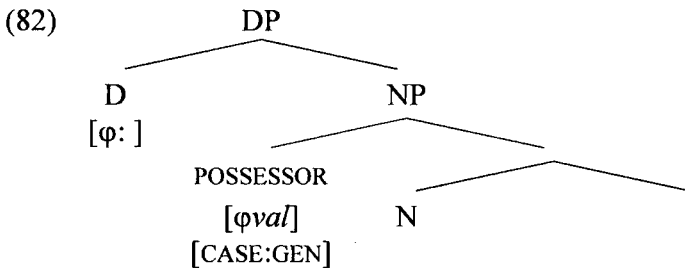 (82) DP
D NP
[φ: ]
POSSESSOR
[φval] N
[CASE:GEN]